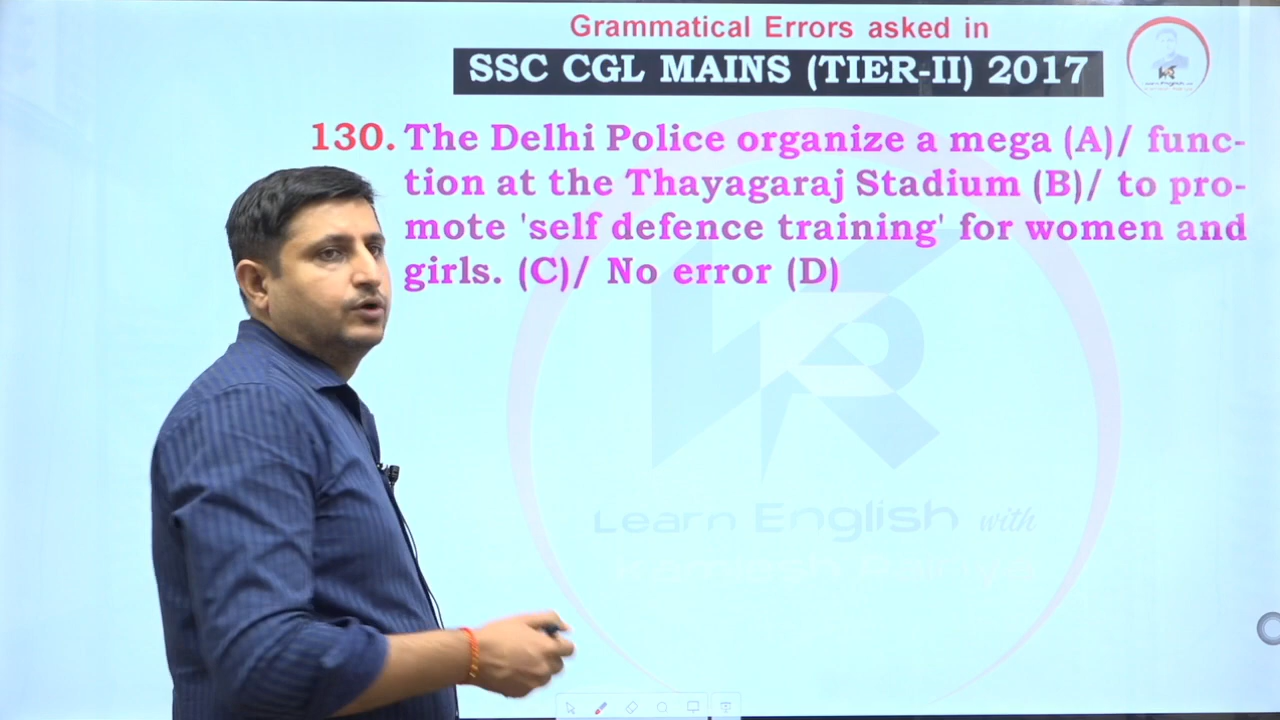 Grammatical Errors asked in
SSC CGL MAINS (TIER-II) 2017
130. The Delhi Police organize a mega (A)/ func-
tion at the Thayagaraj Stadium (B)/ to pro-
mote 'self defence training' for women and
girls. (C)/ No error (D)
Learn English with